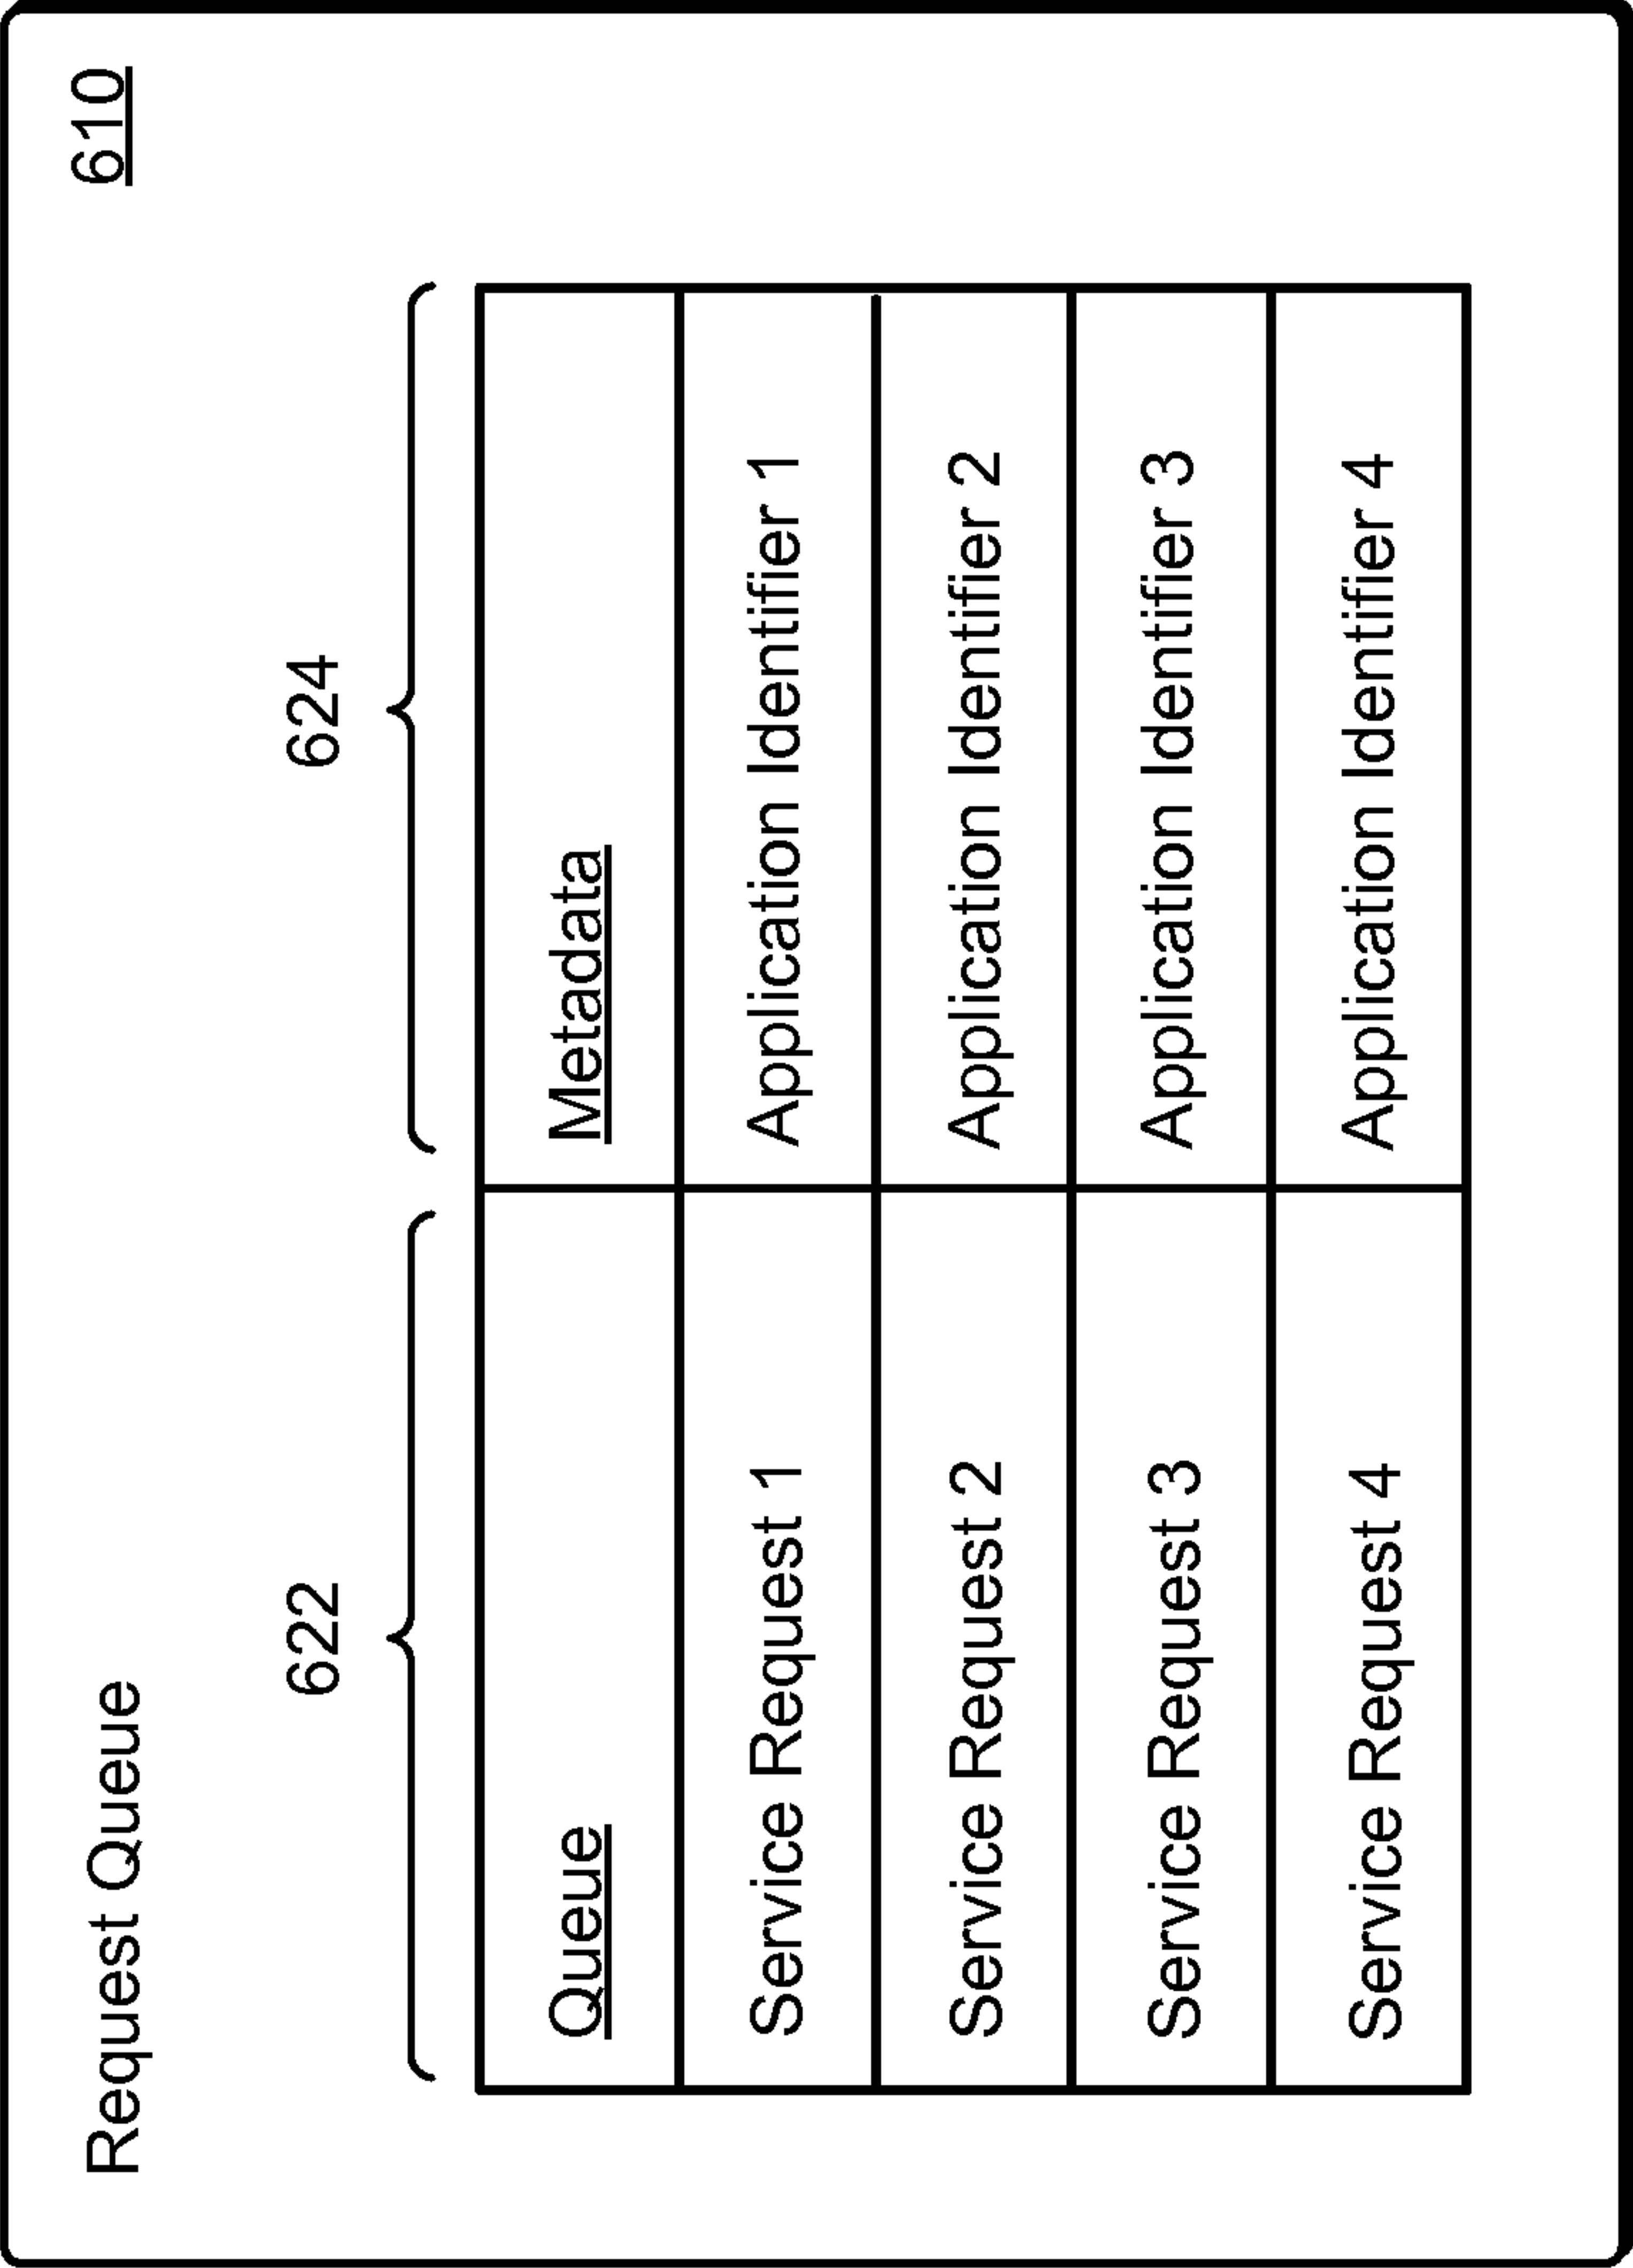 Request Queue
610
622
624
Queue
Metadata
Service Request 1
Application Identifier 1
Service Request 2
Application Identifier 2
Service Request 3
Application Identifier 3
Service Request 4
Application Identifier 4